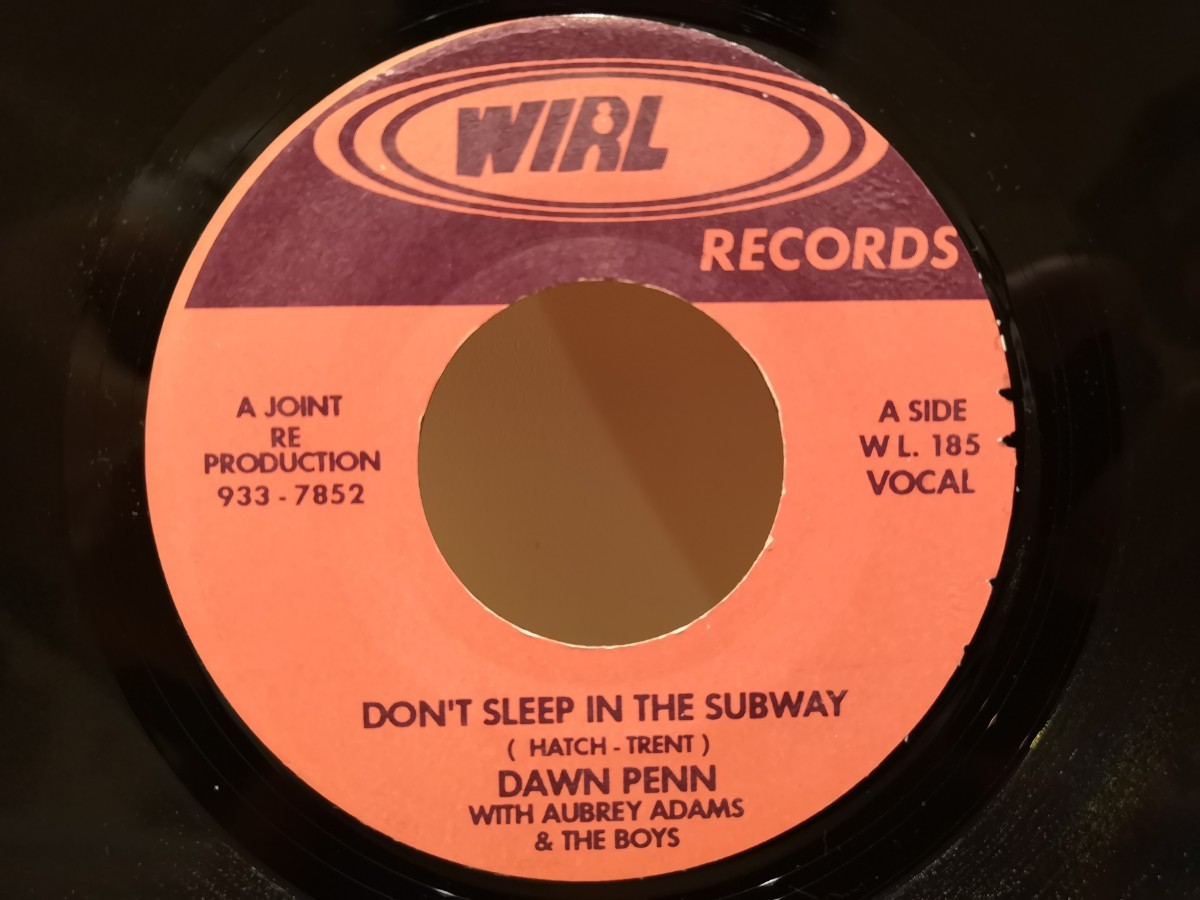 WIRL
RECORDS
A JOINT
RE
PRODUCTION
933 - 7852
A SIDE
W L. 185
VOCAL
DON'T SLEEP IN THE SUBWAY
( HATCH - TRENT )
DAWN PENN
WITH AUBREY ADAMS
& THE BOYS